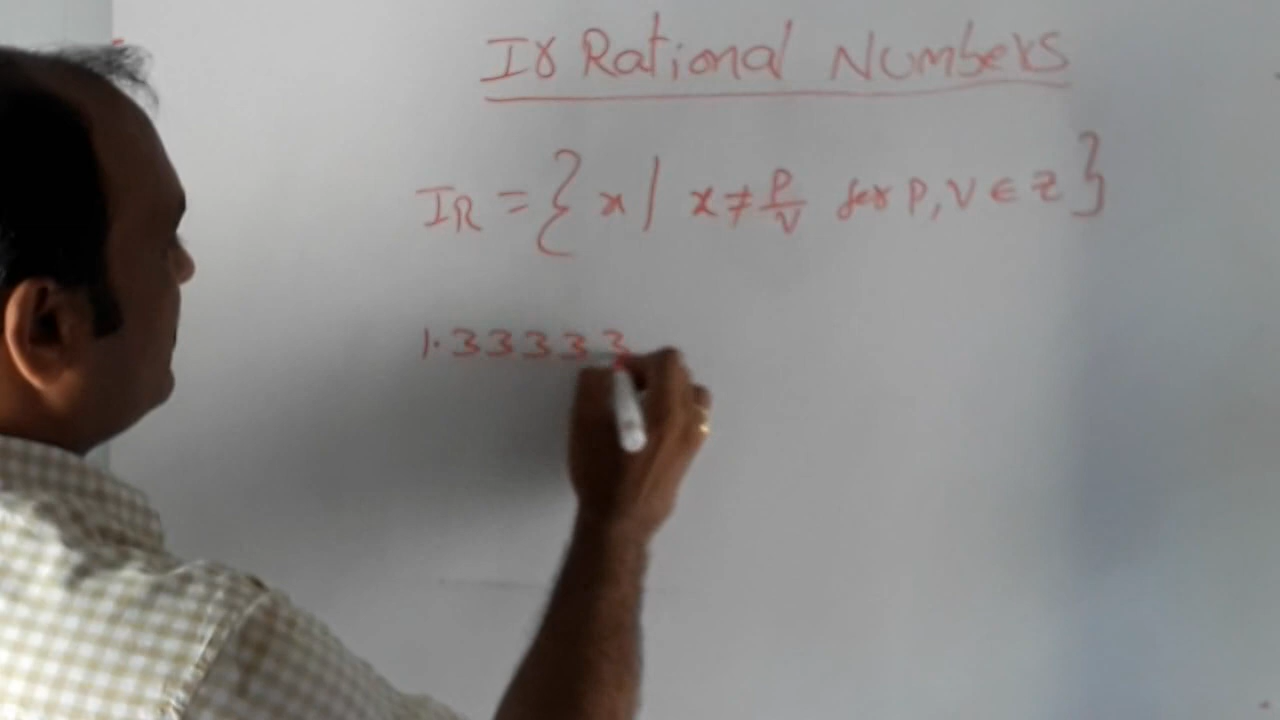 Ir Rational Numbers
IR = { x / x ≠ P/V for P, V ∈ Z }
1.33333